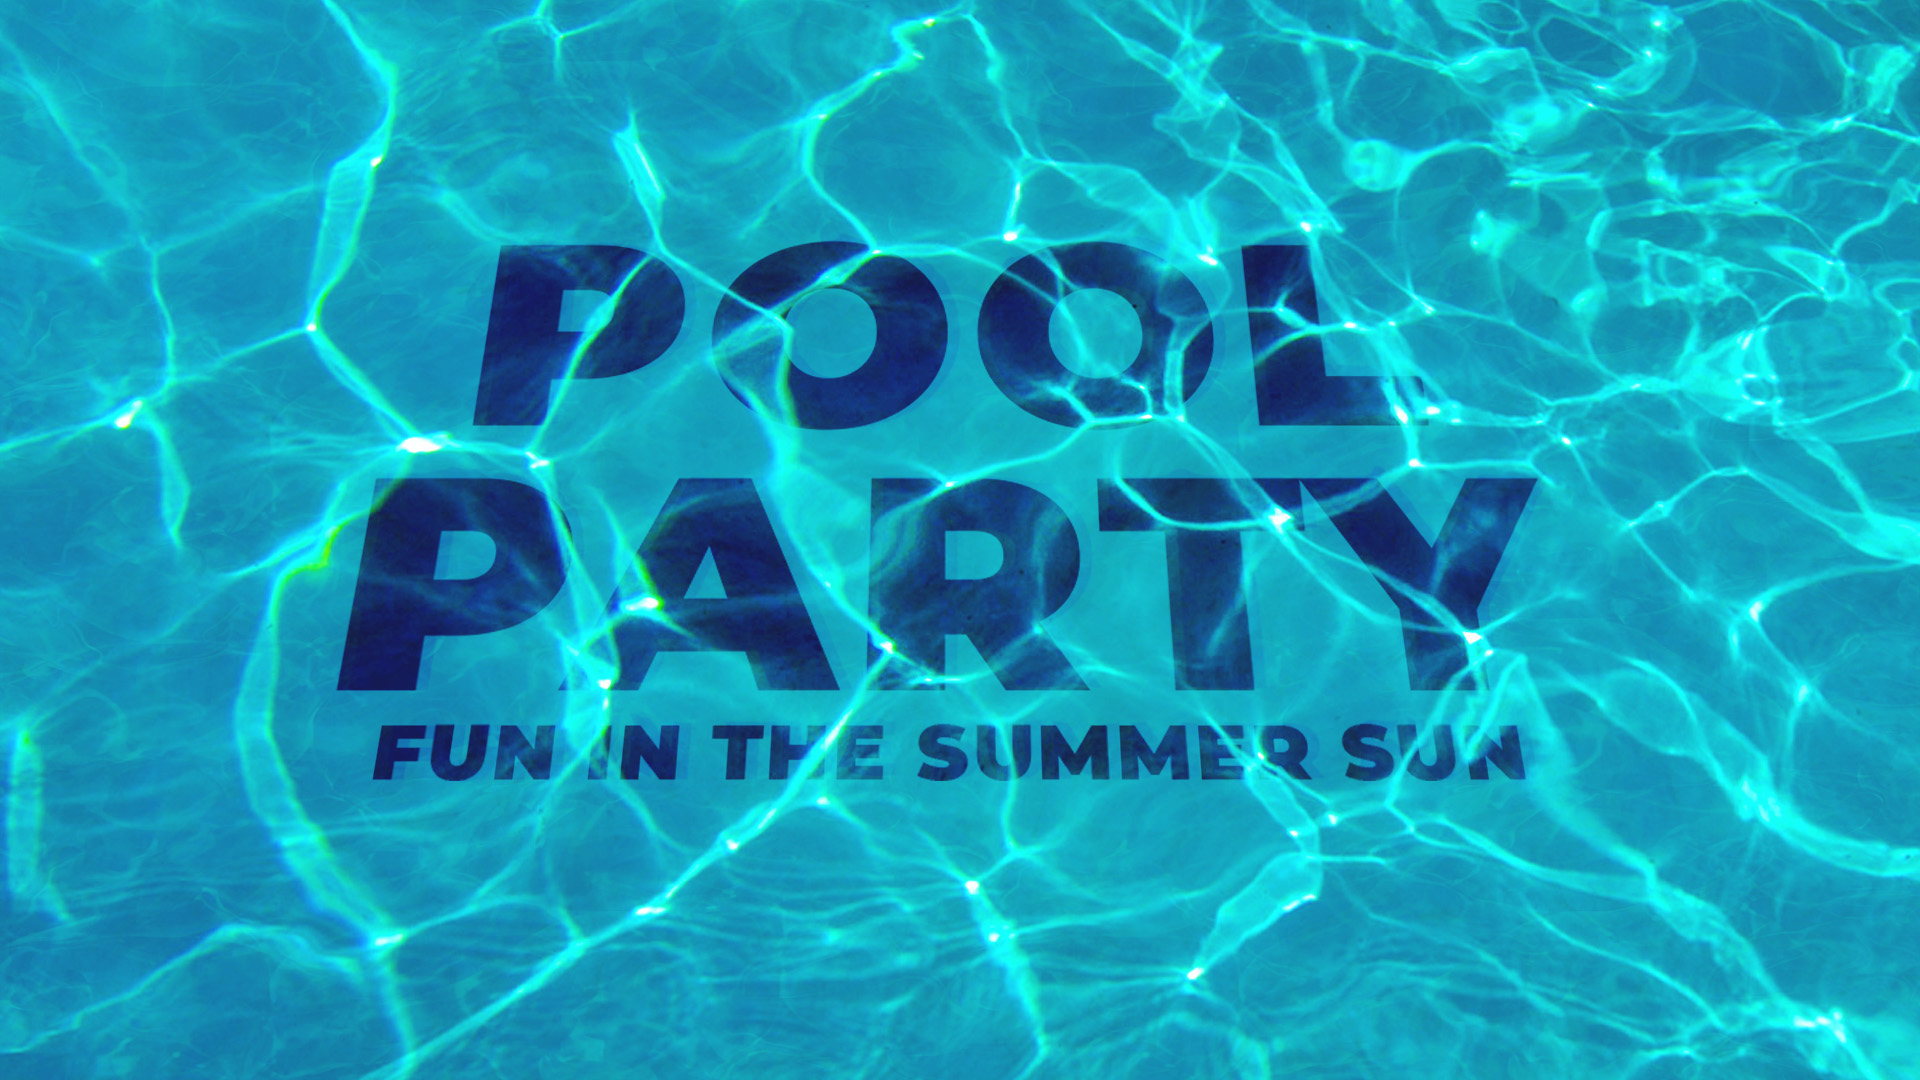 POOL
PARTY
FUN IN THE SUMMER SUN